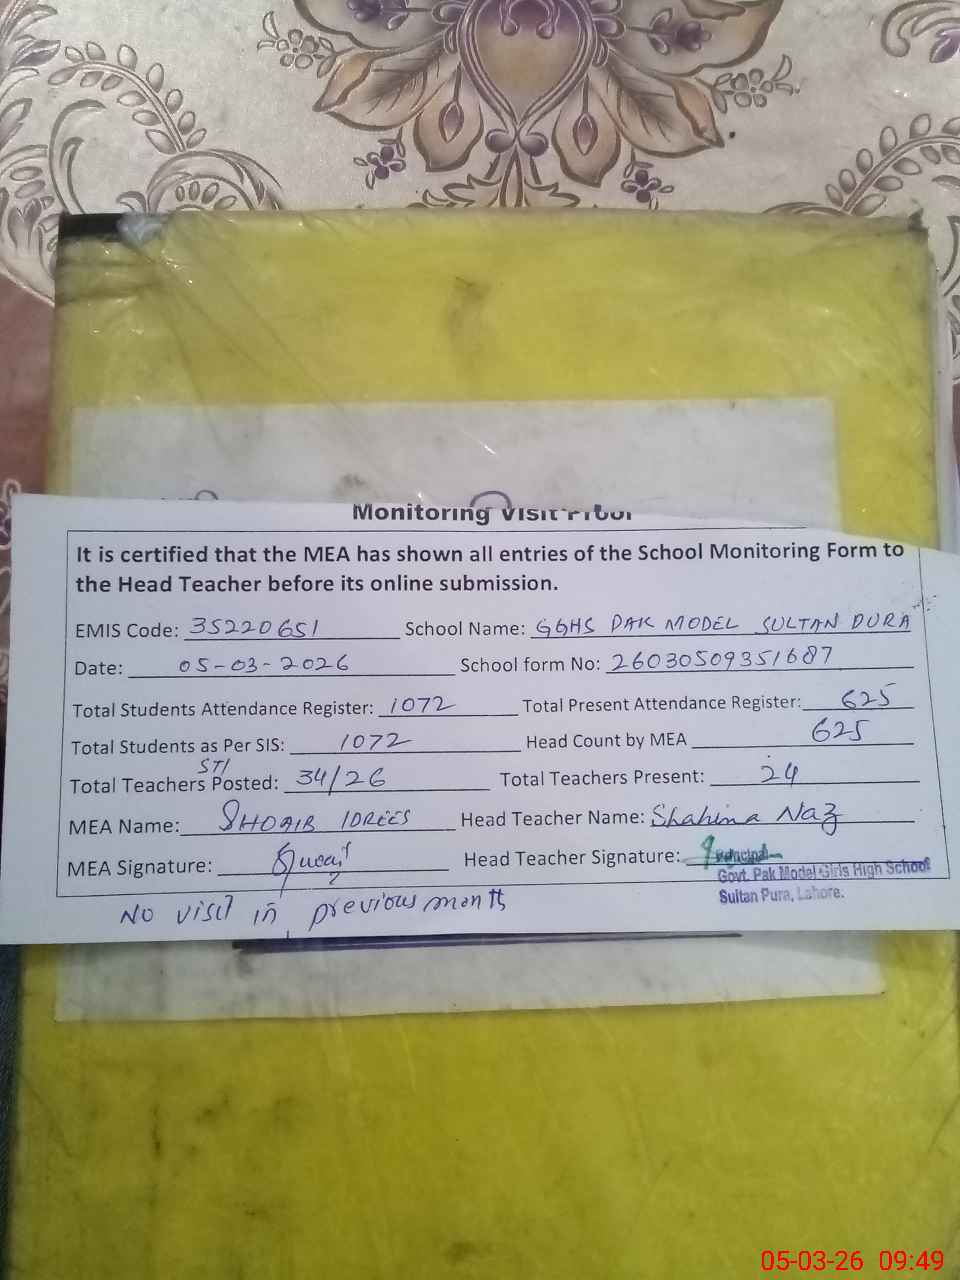 Monitoring Visit Proof
It is certified that the MEA has shown all entries of the School Monitoring Form to
the Head Teacher before its online submission.
EMIS Code: 35220651 School Name: GGHS PAK MODEL SULTAN PURA
Date: 05-03-2026 School form No: 26030509351687
Total Students Attendance Register: 1072 Total Present Attendance Register: 625
Total Students as Per SIS: 1072 Head Count by MEA 625
STI
Total Teachers Posted: 34/26 Total Teachers Present: 24
MEA Name: SHOAIB IDREES Head Teacher Name: Shahina Naz
MEA Signature: Head Teacher Signature:
Principal
Govt. Pak Model Girls High School
Sultan Pura, Lahore.
No visit in previous month
05-03-26 09:49